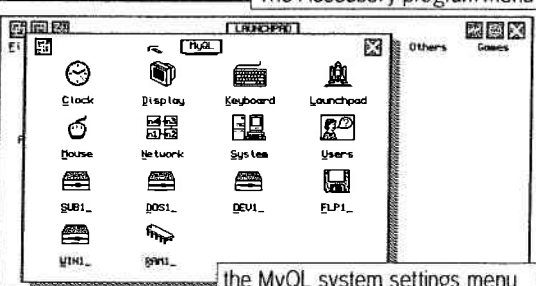 The Accessory program menu
LAUNCHPAD
Others Games
MyQL
Clock Display Keyboard Launchpad
Mouse Network System Users
SUB1_ DOS1_ DEV1_ FLP1_
WIN1_ RAM1_
the MyQL system settings menu